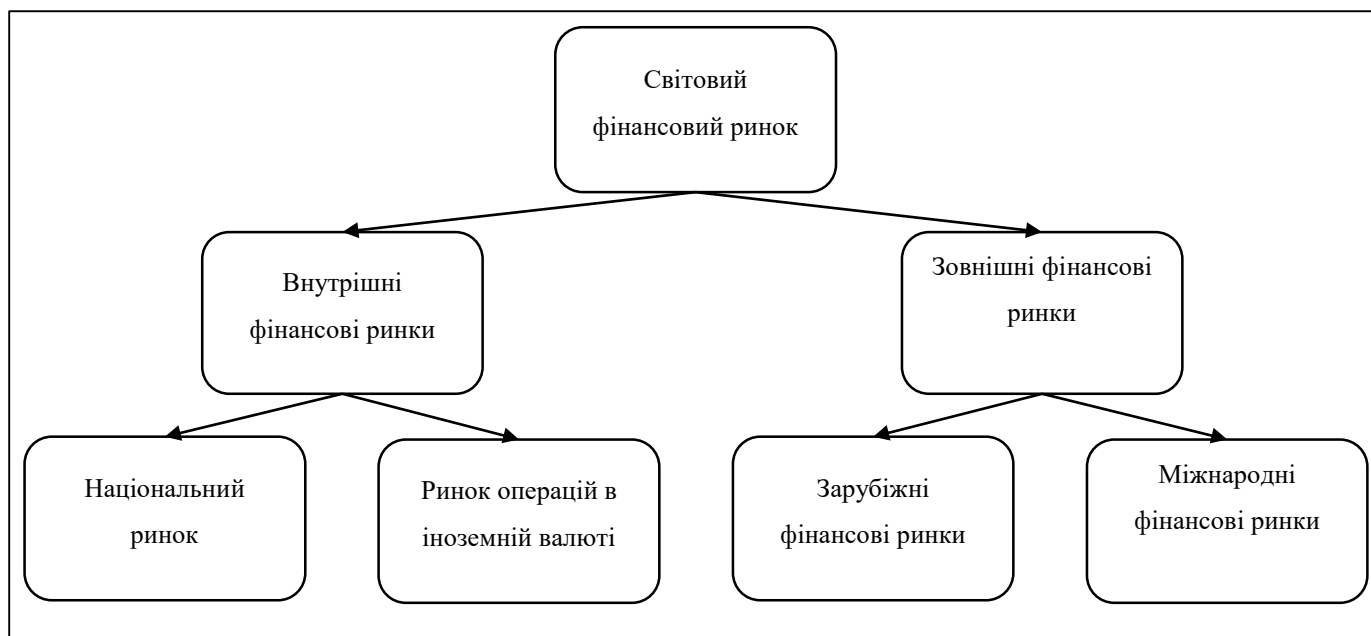 Світовий
фінансовий ринок
Внутрішні
фінансові ринки
Зовнішні фінансові
ринки
Національний
ринок
Ринок операцій в
іноземній валюті
Зарубіжні
фінансові ринки
Міжнародні
фінансові ринки